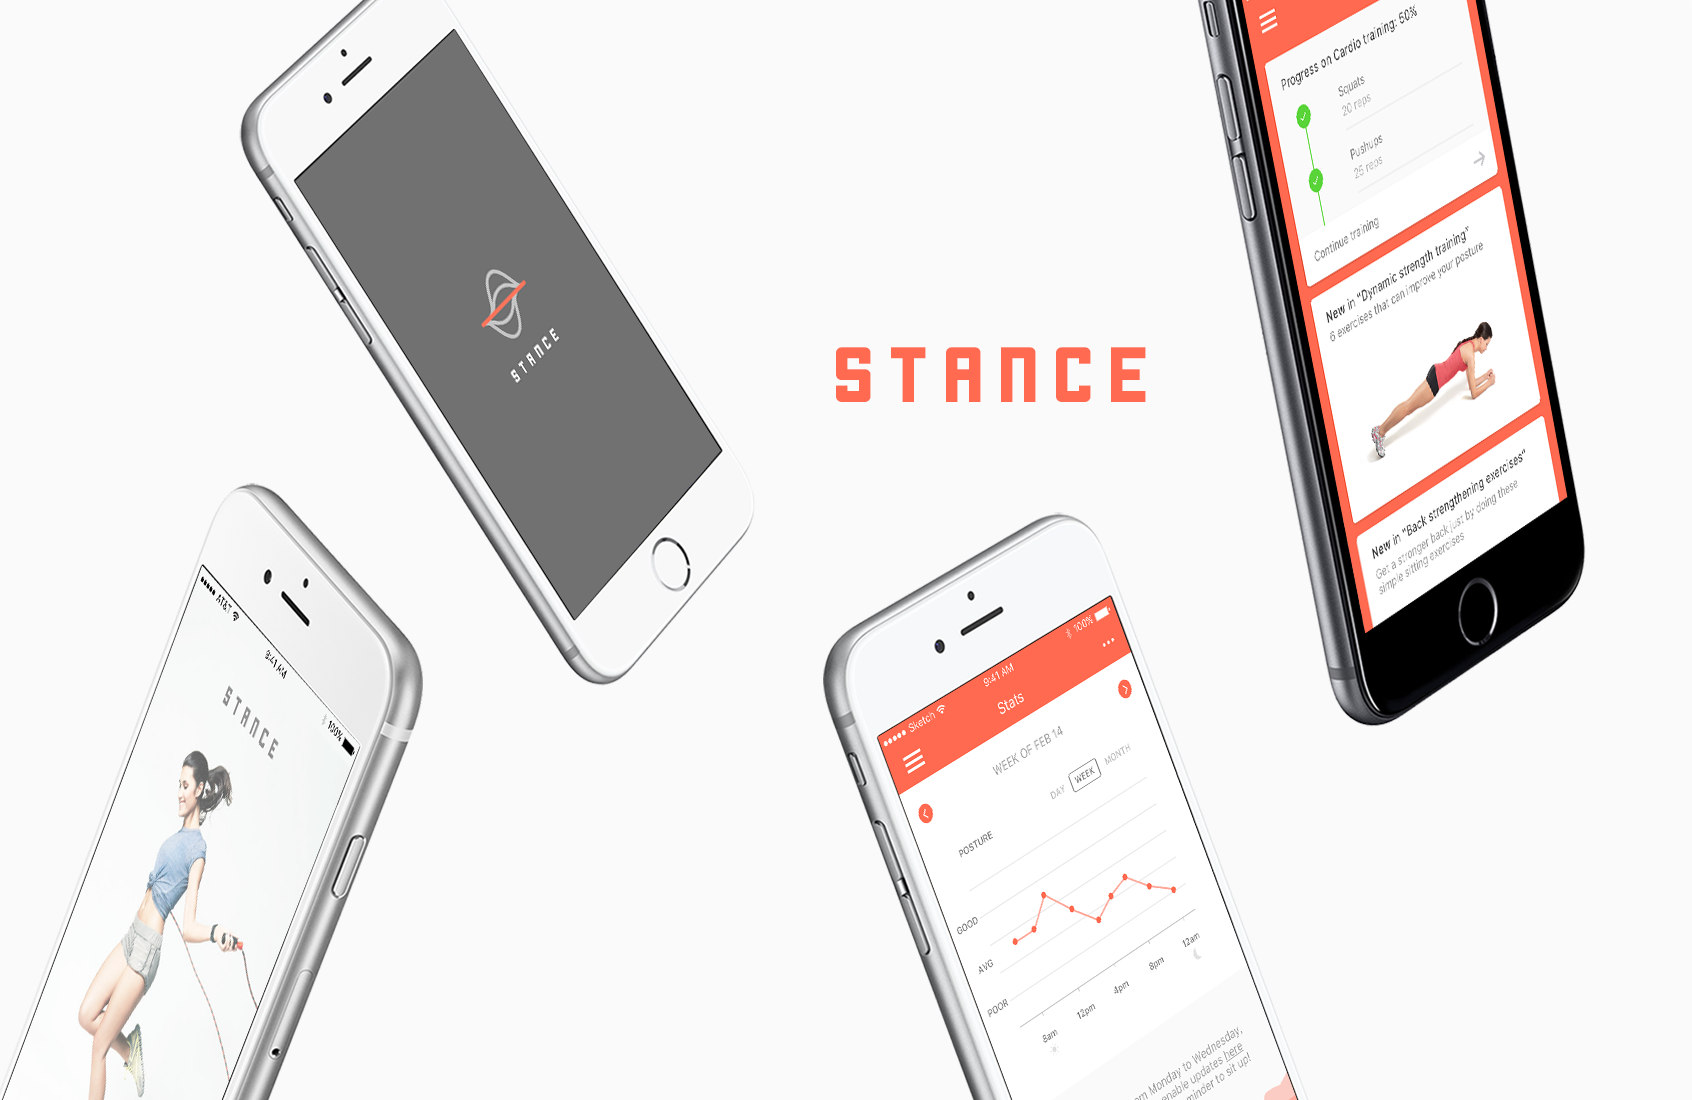 STANCE
STANCE
Progress on Cardio training: 50%
Squats
20 reps
Pushups
25 reps
Continue training
New in "Dynamic strength training"
6 exercises that can improve your posture
New in "Back strengthening exercises"
Get a stronger back just by doing these
simple sitting exercises
AT&T
9:41 AM
100%
STANCE
Sketch
9:41 AM
100%
Stats
WEEK OF FEB 14
DAY WEEK MONTH
POSTURE
GOOD
AVG
POOR
8am 12pm 4pm 8pm 12am
Monday to Wednesday,
enable updates here
minder to sit up!